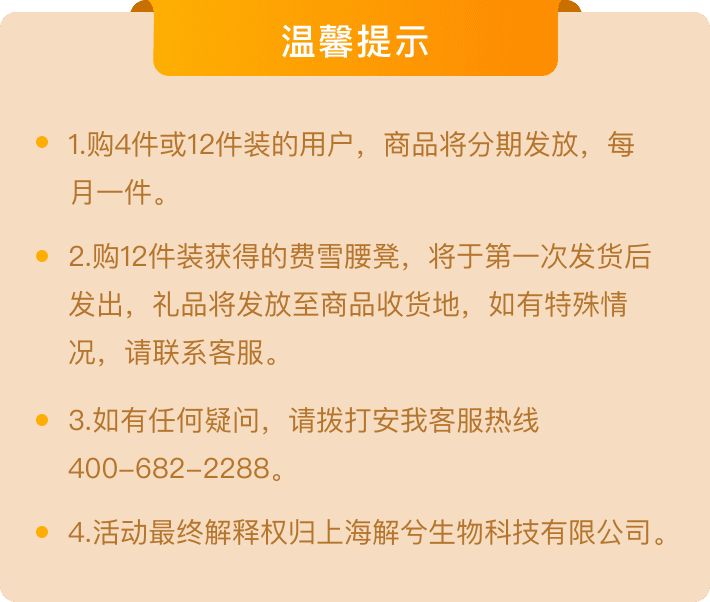 温馨提示
1.购4件或12件装的用户，商品将分期发放，每
月一件。
2.购12件装获得的费雪腰凳，将于第一次发货后
发出，礼品将发放至商品收货地，如有特殊情
况，请联系客服。
3.如有任何疑问，请拨打安我客服热线
400-682-2288。
4.活动最终解释权归上海解兮生物科技有限公司。